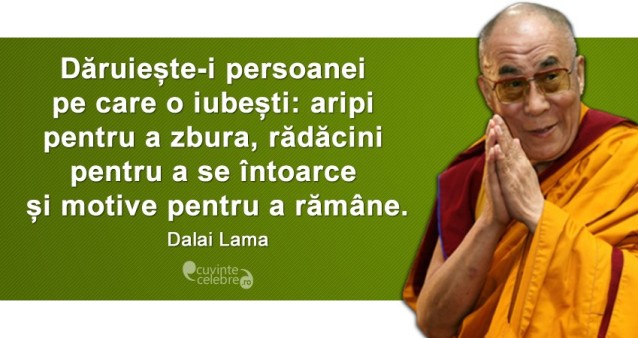 Dăruiește-i persoanei
pe care o iubești: aripi
pentru a zbura, rădăcini
pentru a se întoarce
și motive pentru a rămâne.
Dalai Lama
cuvinte
celebre.ro